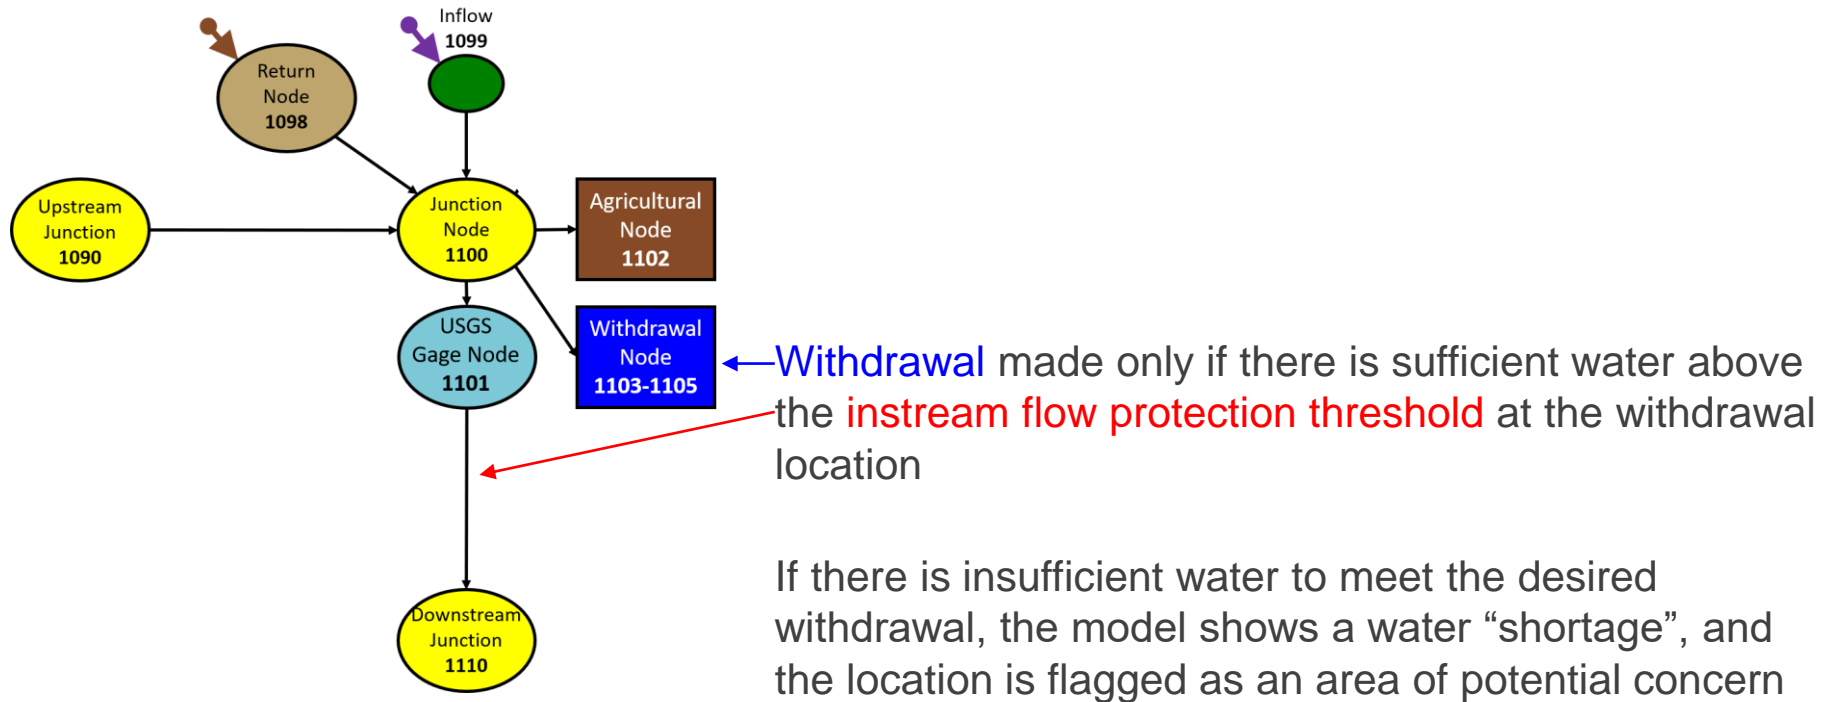 Inflow
1099
Return
Node
1098
Upstream
Junction
1090
Junction
Node
1100
Agricultural
Node
1102
USGS
Gage Node
1101
Withdrawal
Node
1103-1105
Downstream
Junction
1110
Withdrawal made only if there is sufficient water above
the instream flow protection threshold at the withdrawal
location
If there is insufficient water to meet the desired
withdrawal, the model shows a water “shortage”, and
the location is flagged as an area of potential concern